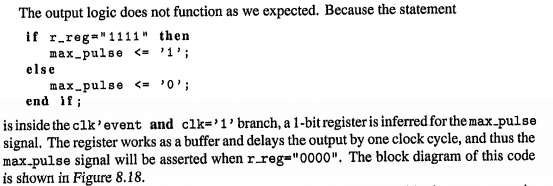 The output logic does not function as we expected. Because the statement
if r_reg="1111" then
max_pulse <= '1';
else
max_pulse <= '0';
end if;
is inside the clk'event and clk='1' branch, a 1-bit register is inferred for the max_pulse
signal. The register works as a buffer and delays the output by one clock cycle, and thus the
max_pulse signal will be asserted when r_reg="0000". The block diagram of this code
is shown in Figure 8.18.